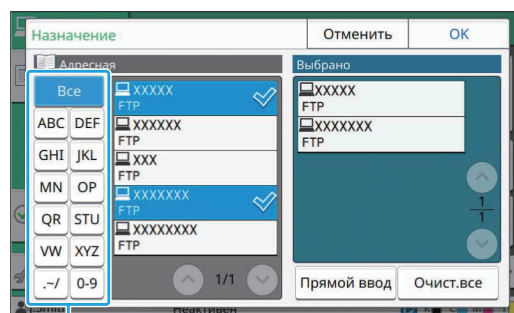 Назначение
Отменить
OK
Адресная
Выбрано
Все
ABC DEF
GHI JKL
MN OP
QR STU
VW XYZ
.~/ 0-9
XXXXX
FTP
XXXXXX
FTP
XXX
FTP
XXXXXXX
FTP
XXXXXXXX
FTP
1/1
XXXXX
FTP
XXXXXXX
FTP
1
1
Прямой ввод
Очист.все
J.Smith
Неактивен